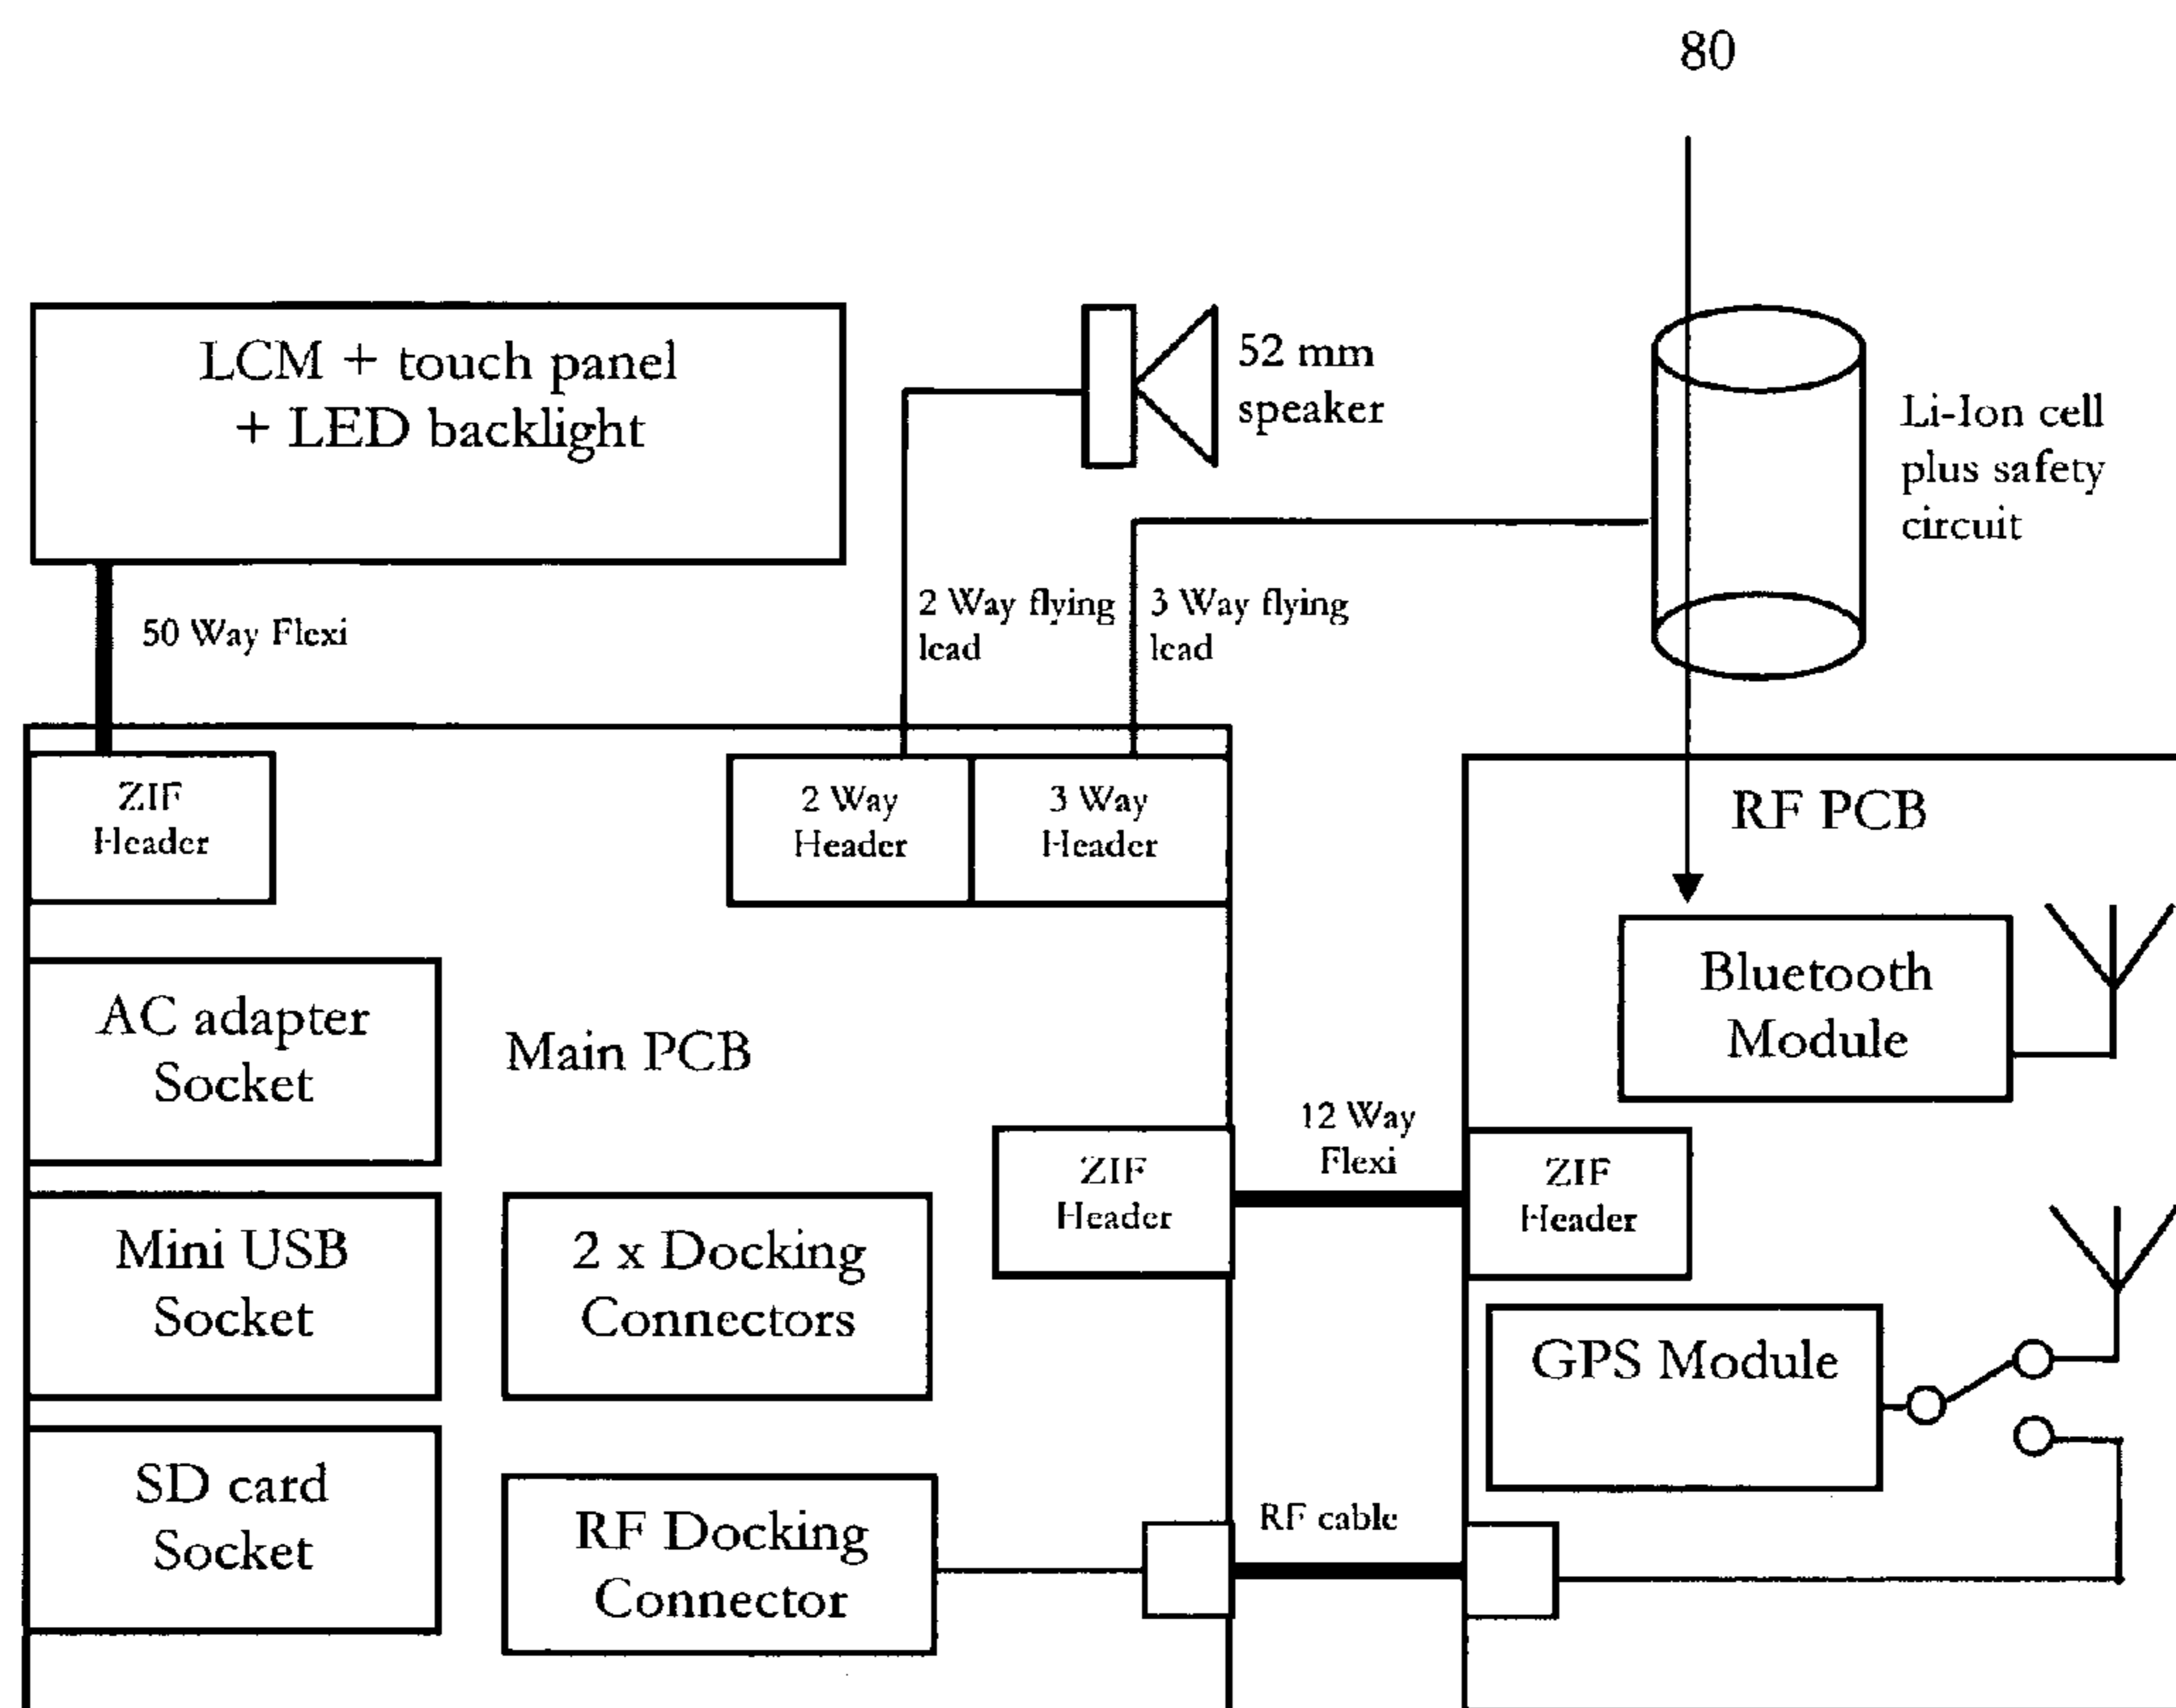 80
LCM + touch panel
+ LED backlight
52 mm
speaker
Li-Ion cell
plus safety
circuit
50 Way Flexi
2 Way flying
lead
3 Way flying
lead
ZIF
Header
2 Way
Header
3 Way
Header
RF PCB
AC adapter
Socket
Main PCB
Bluetooth
Module
12 Way
Flexi
ZIF
Header
ZIF
Header
Mini USB
Socket
2 x Docking
Connectors
GPS Module
SD card
Socket
RF Docking
Connector
RF cable